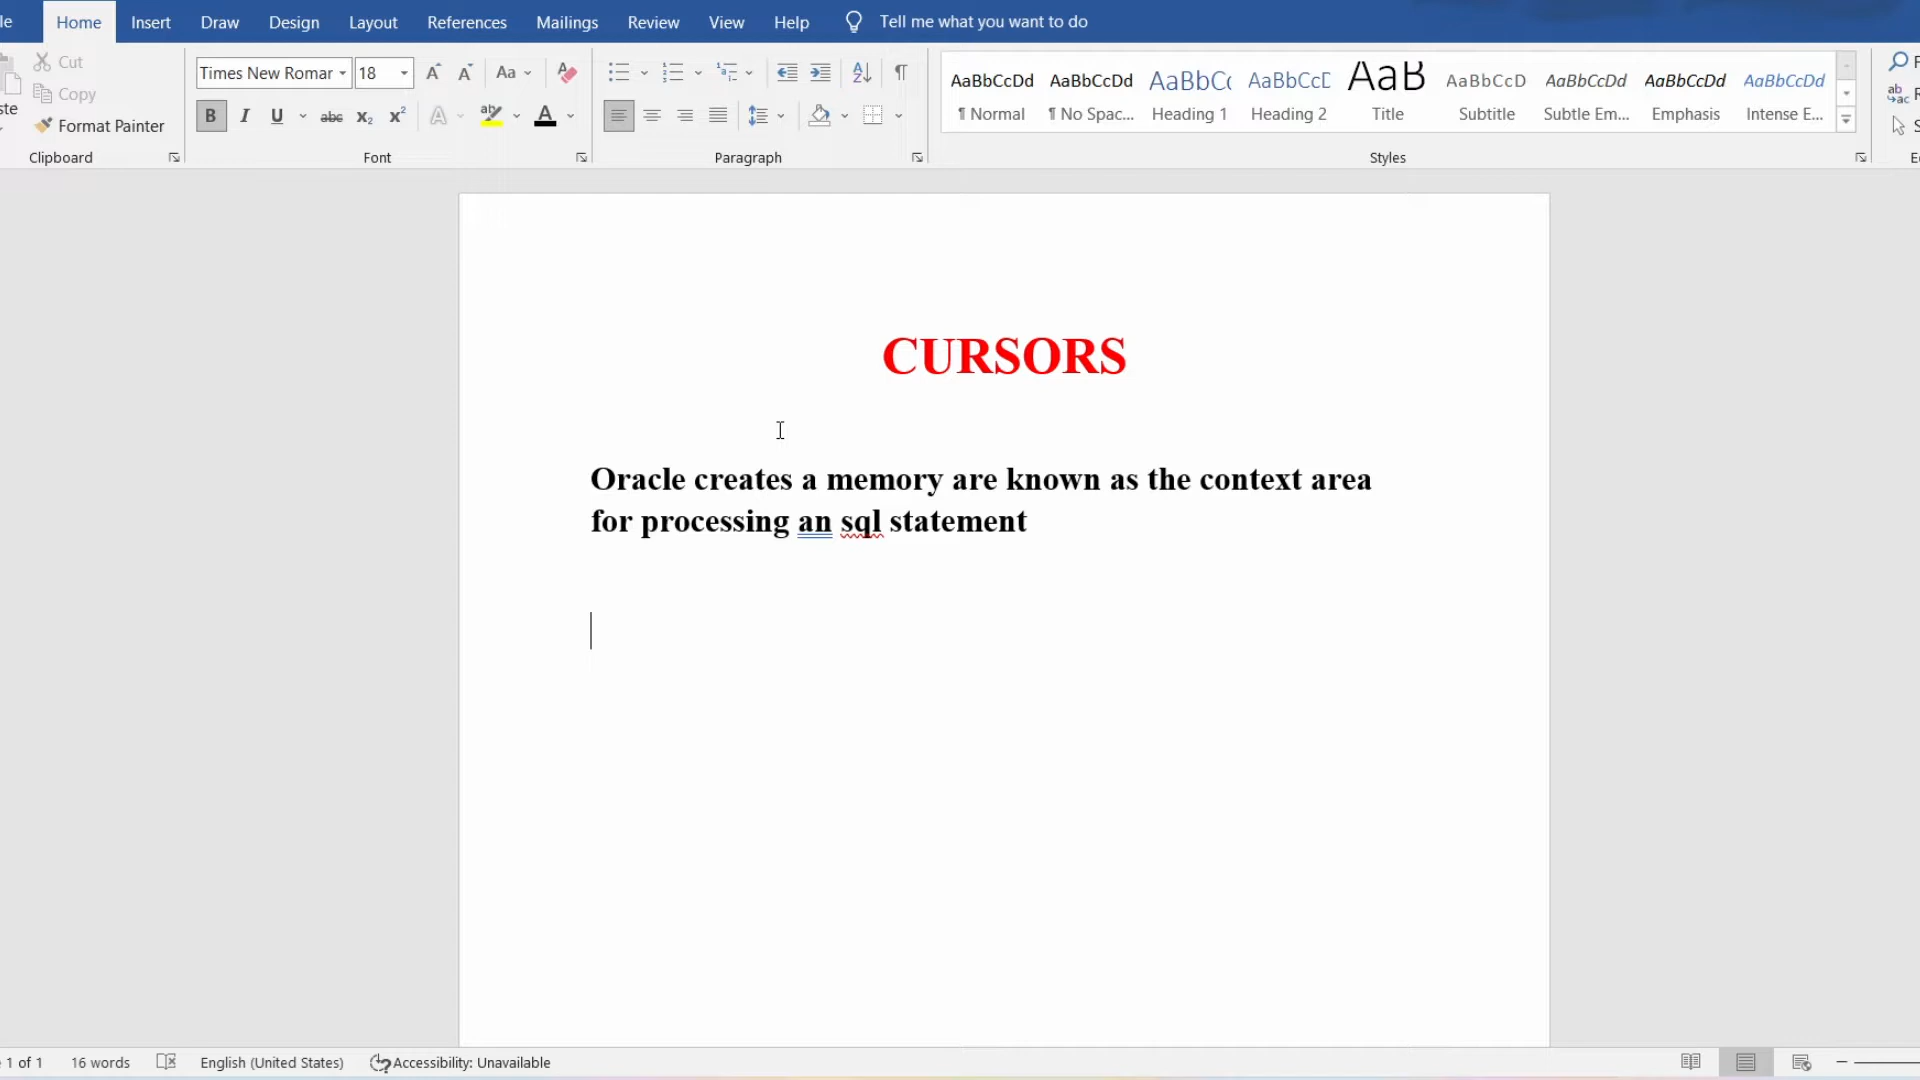 Home Insert Draw Design Layout References Mailings Review View Help Tell me what you want to do
Cut
Copy
Format Painter
Clipboard
Times New Roman 18
Font
Paragraph
AaBbCcDd AaBbCcDd AaBbCc AaBbCcD AaB AaBbCcD AaBbCcDd AaBbCcDd AaBbCcDd
¶ Normal ¶ No Spac... Heading 1 Heading 2 Title Subtitle Subtle Em... Emphasis Intense E...
Styles
CURSORS
Oracle creates a memory are known as the context area
for processing an sql statement
1 of 1 16 words English (United States) Accessibility: Unavailable